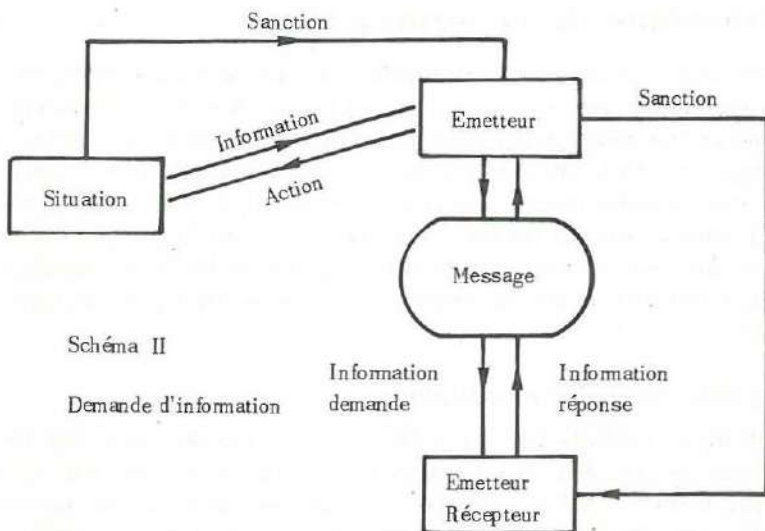 Sanction
Sanction
Information
Emetteur
Situation
Action
Message
Schéma II
Information
demande
Information
réponse
Demande d'information
Emetteur
Récepteur